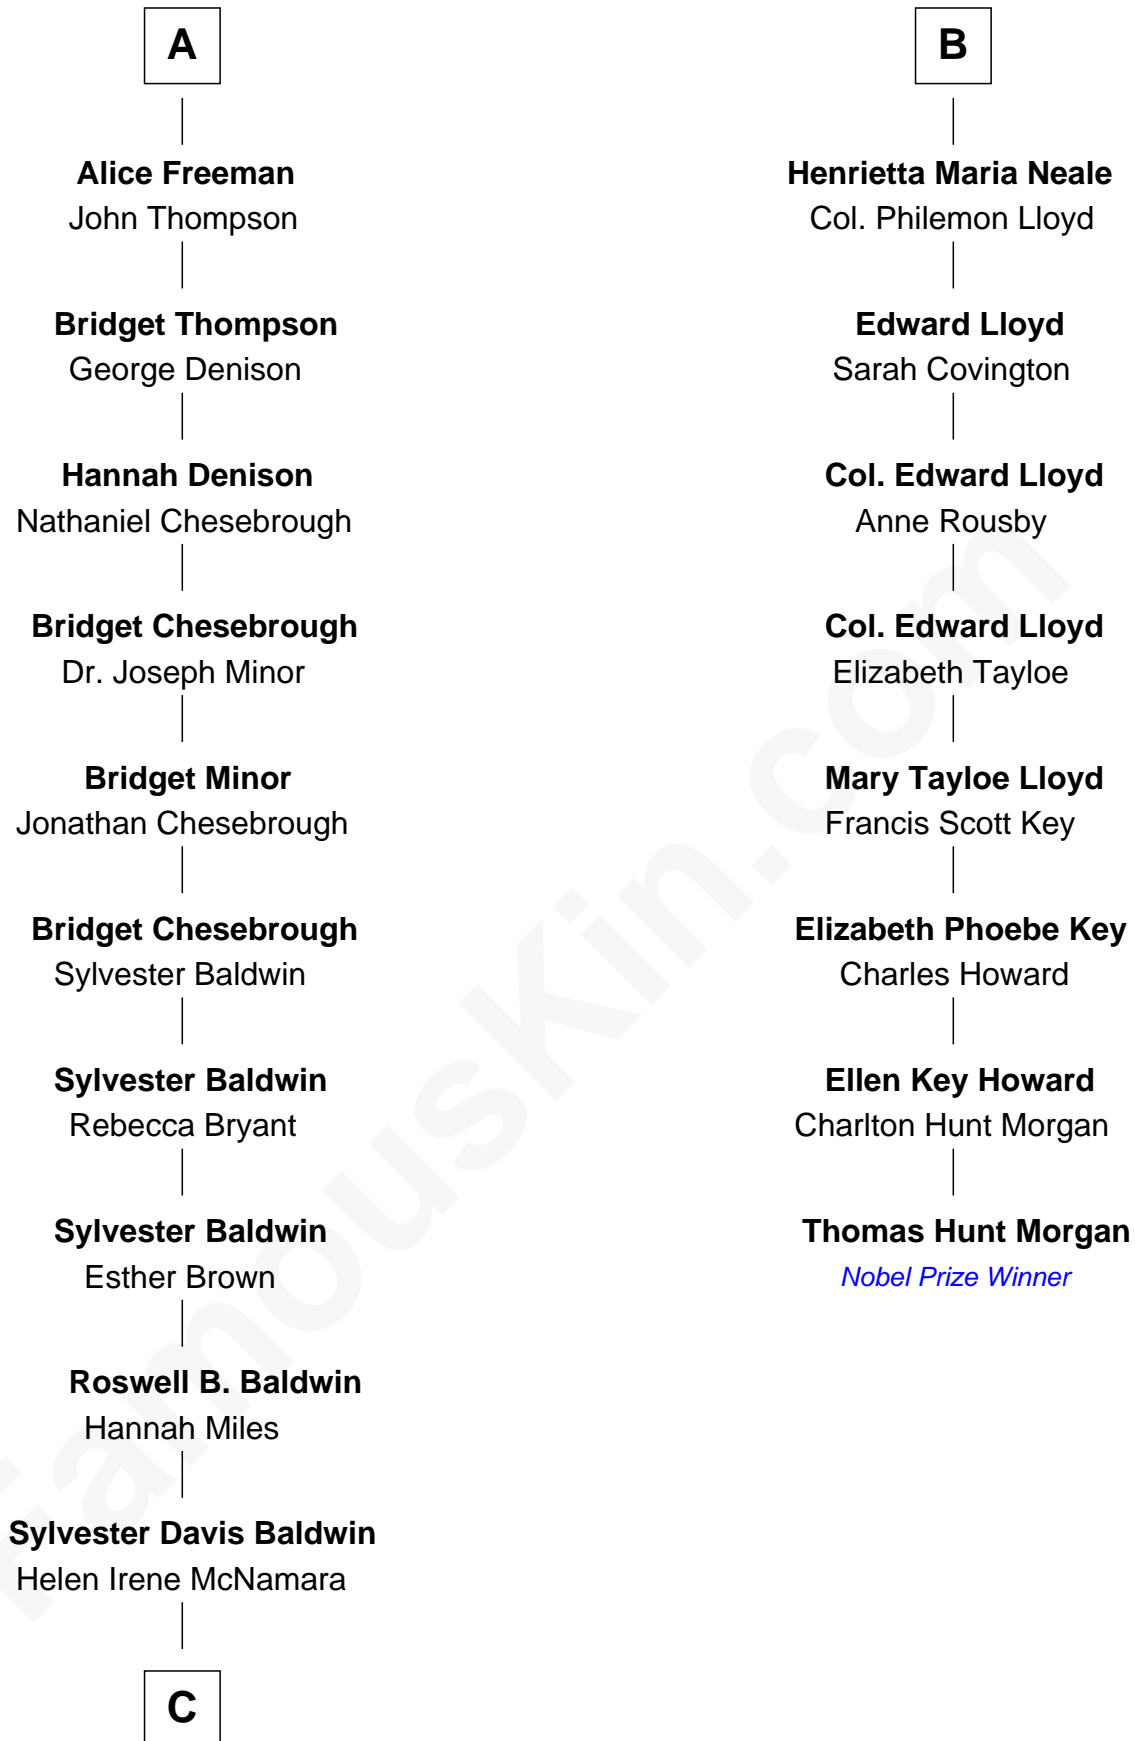 A
Alice Freeman
John Thompson
Bridget Thompson
George Denison
Hannah Denison
Nathaniel Chesebrough
Bridget Chesebrough
Dr. Joseph Minor
Bridget Minor
Jonathan Chesebrough
Bridget Chesebrough
Sylvester Baldwin
Sylvester Baldwin
Rebecca Bryant
Sylvester Baldwin
Esther Brown
Roswell B. Baldwin
Hannah Miles
Sylvester Davis Baldwin
Helen Irene McNamara
C
B
Henrietta Maria Neale
Col. Philemon Lloyd
Edward Lloyd
Sarah Covington
Col. Edward Lloyd
Anne Rousby
Col. Edward Lloyd
Elizabeth Tayloe
Mary Tayloe Lloyd
Francis Scott Key
Elizabeth Phoebe Key
Charles Howard
Ellen Key Howard
Charlton Hunt Morgan
Thomas Hunt Morgan
Nobel Prize Winner
FamousKin.com